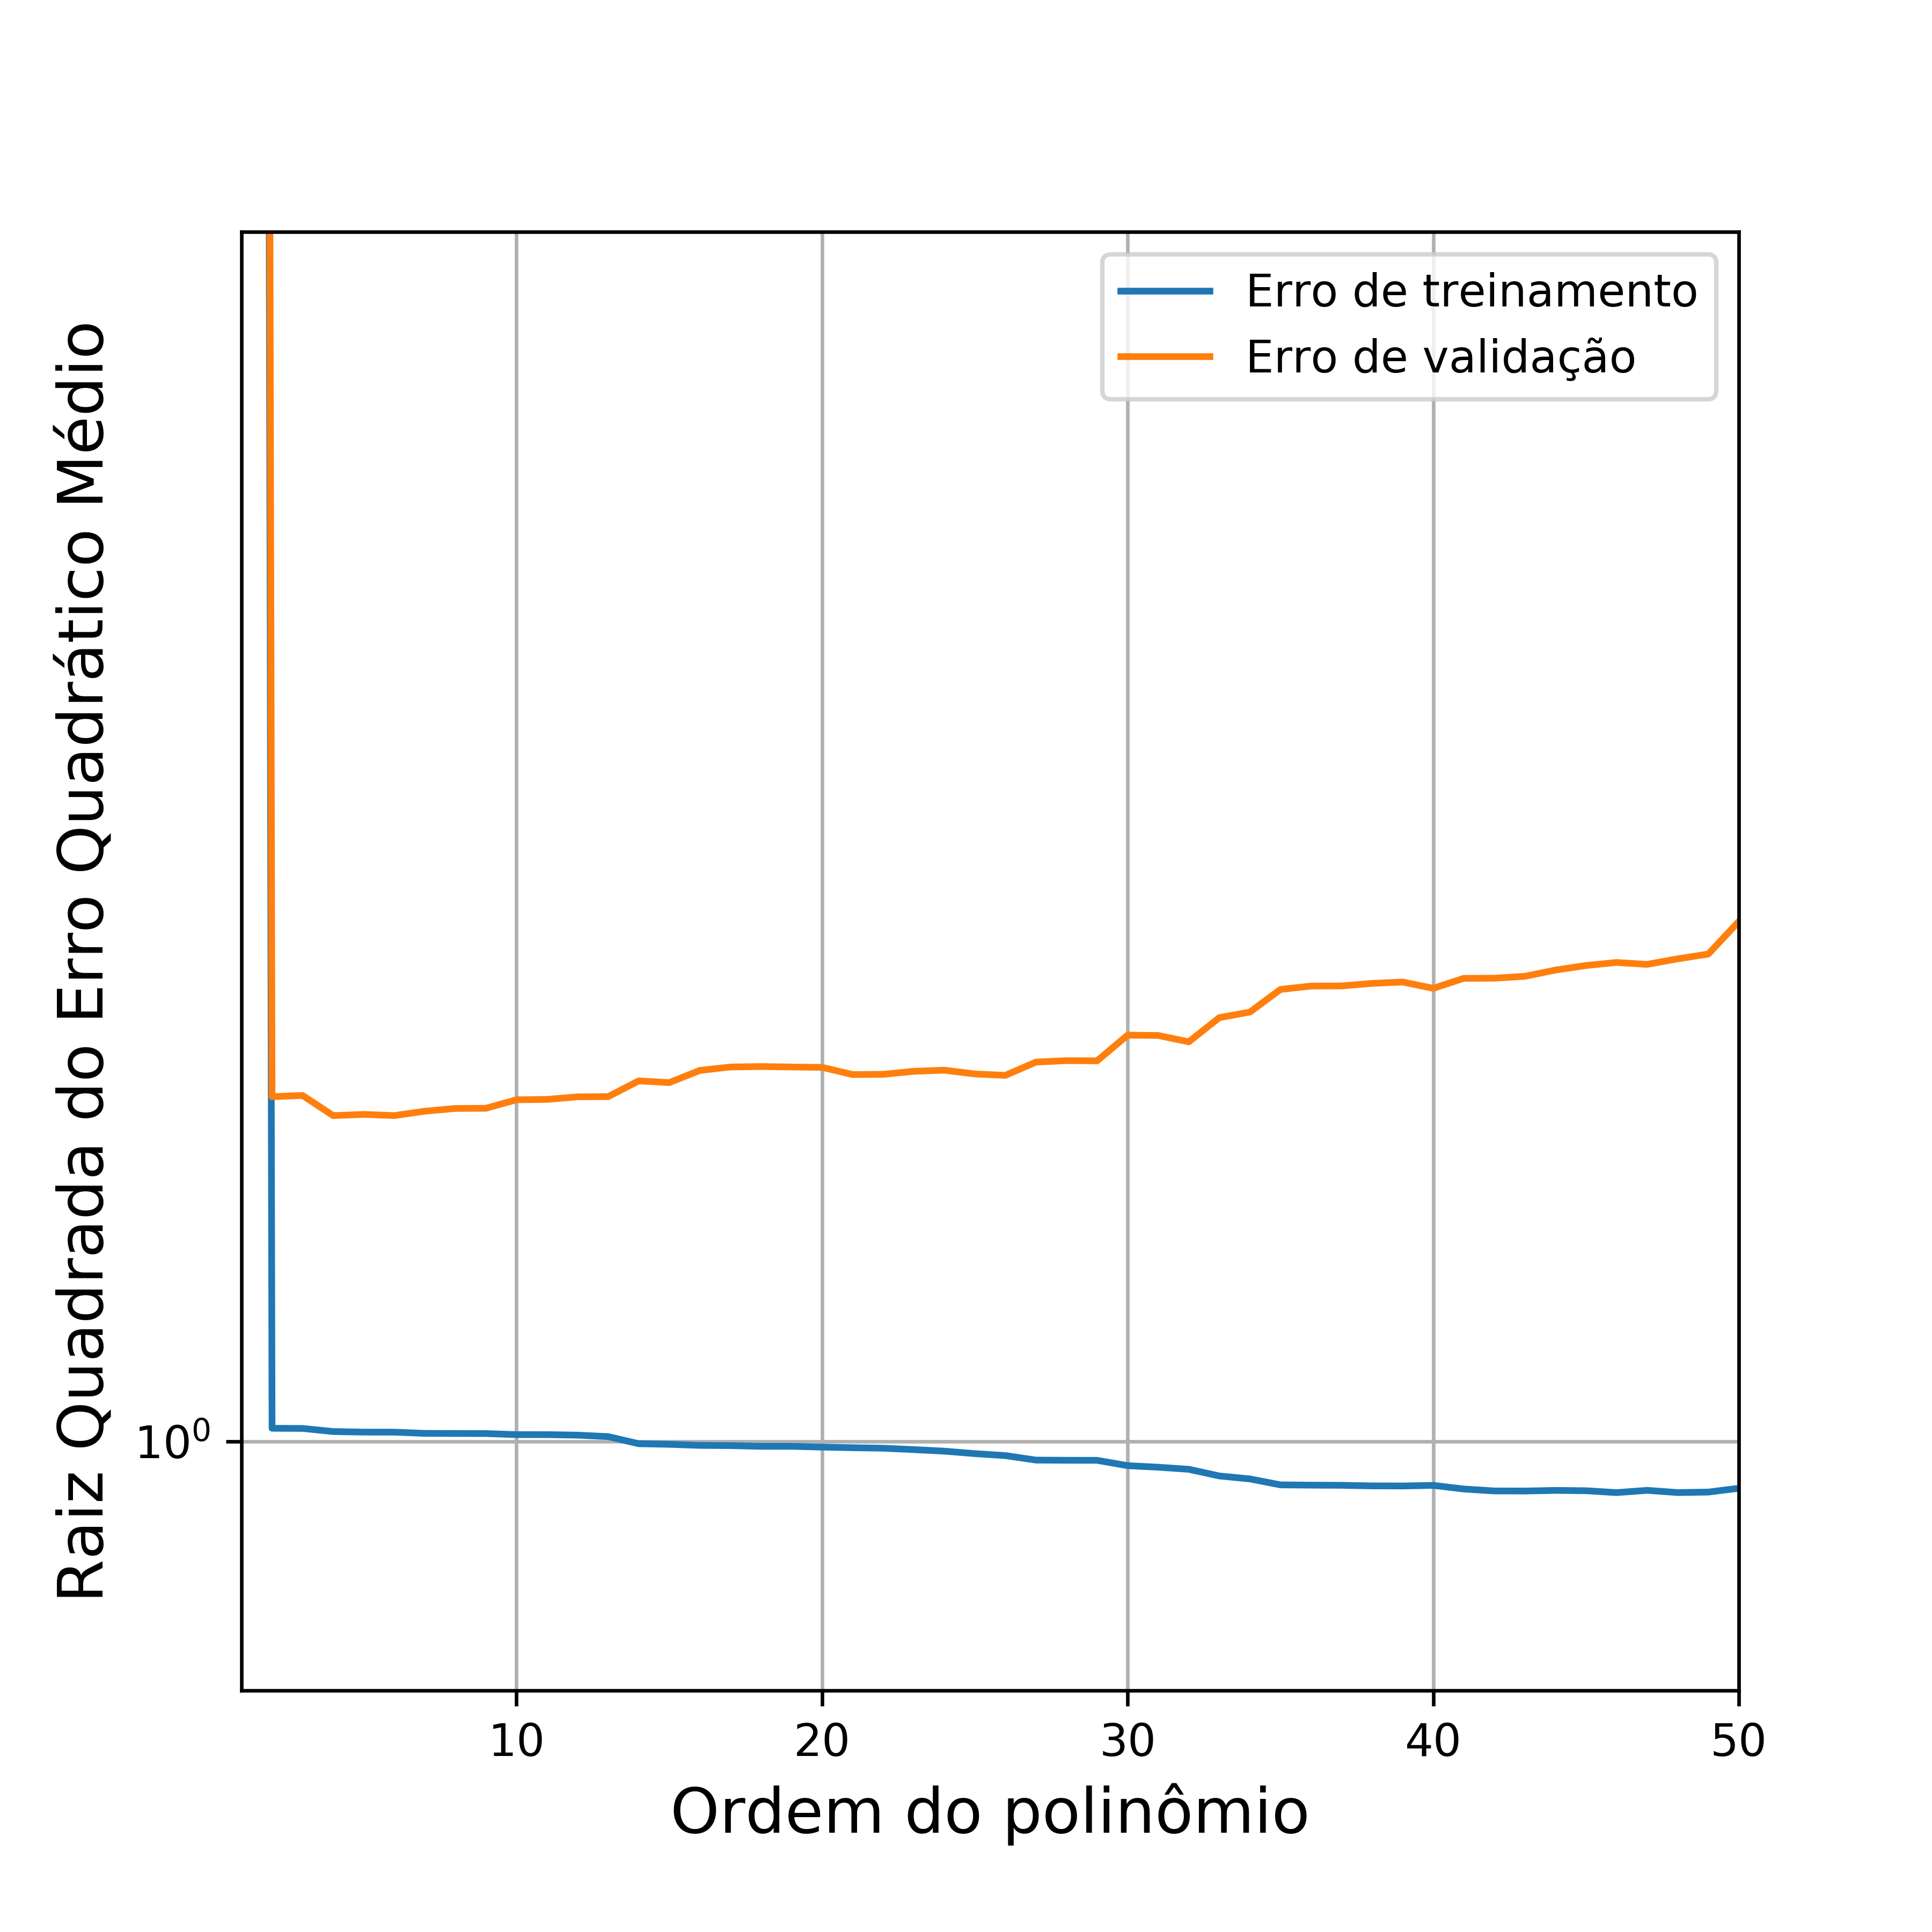 Erro de treinamento
Erro de validação
Raiz Quadrada do Erro Quadrático Médio
10⁰
10 20 30 40 50
Ordem do polinômio